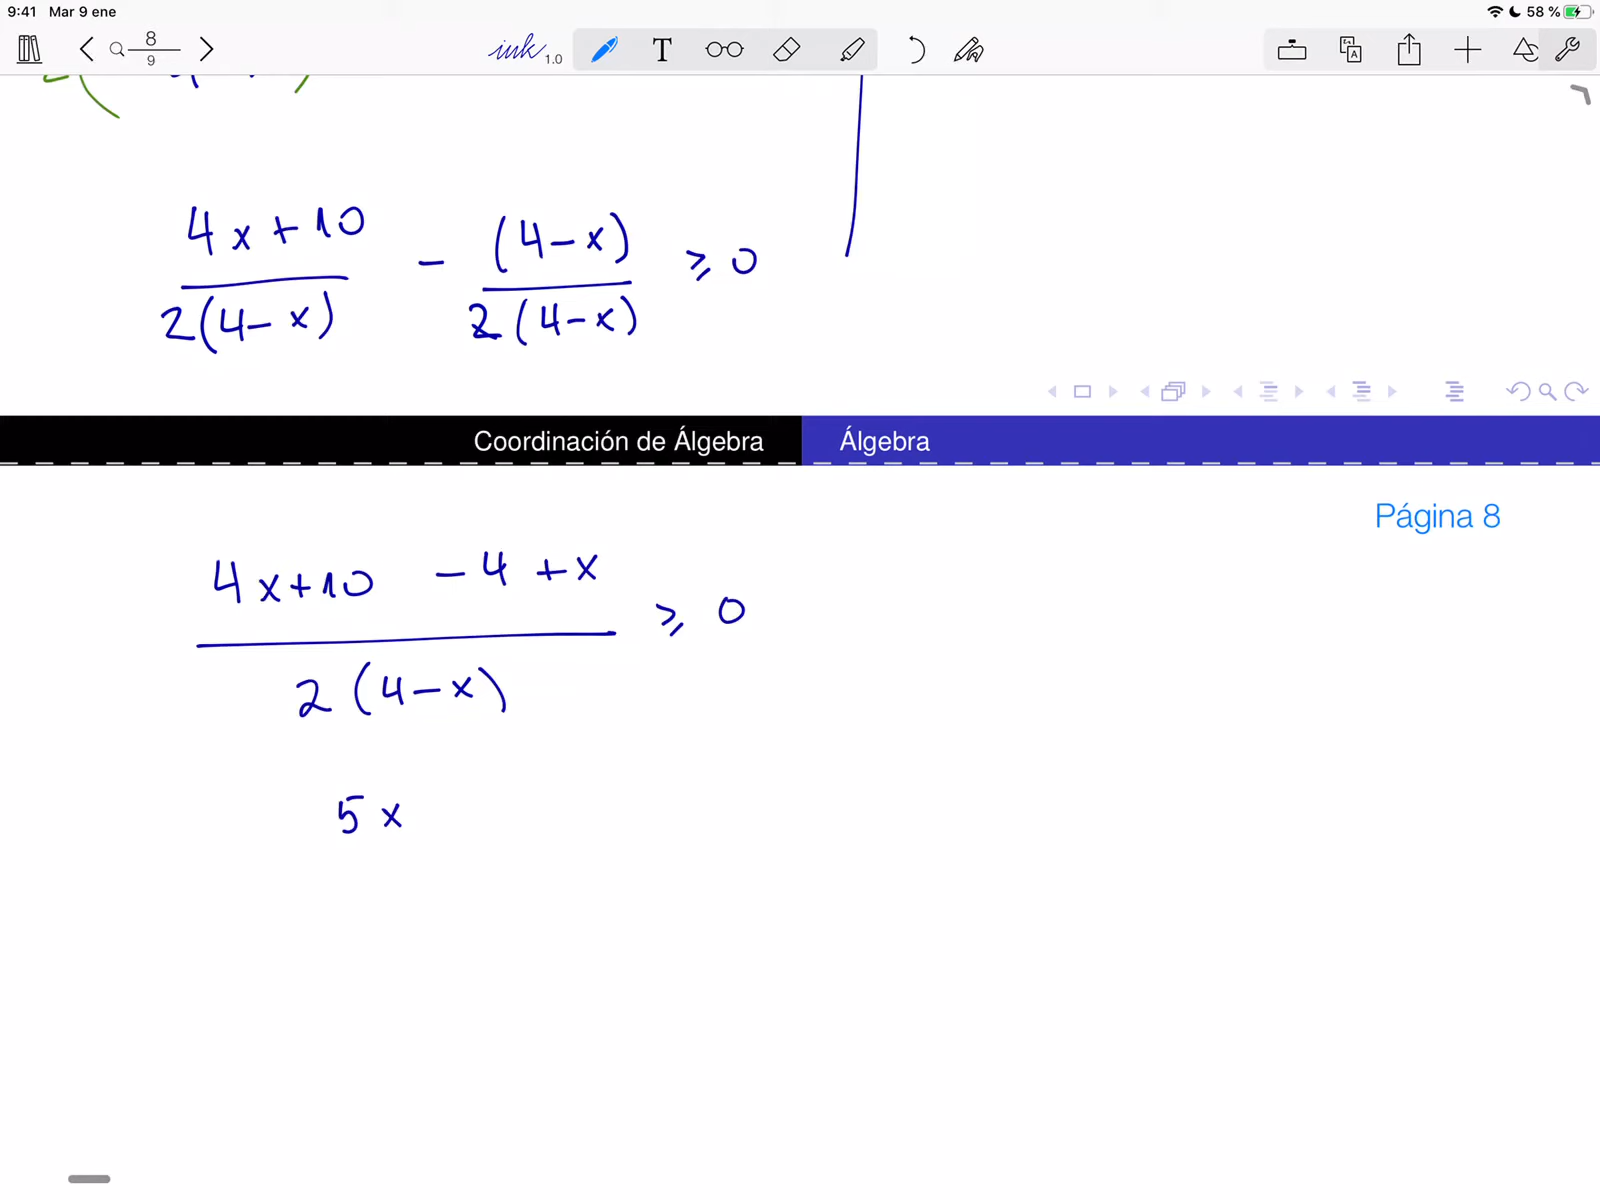 9:41 Mar 9 ene 58 %
8
9
ink 1.0 T
4x+10 / 2(4-x) - (4-x) / 2(4-x) ≥ 0
Coordinación de Álgebra Álgebra
Página 8
4x+10 -4 +x / 2(4-x) ≥ 0
5x